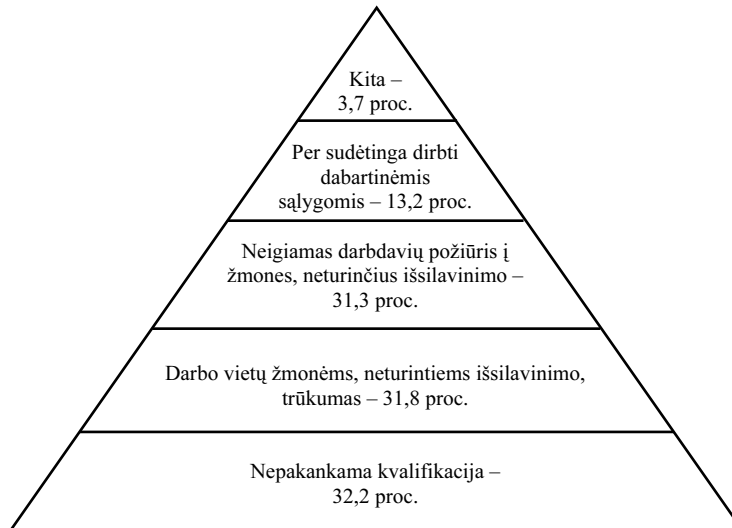 Kita –
3,7 proc.
Per sudėtinga dirbti
dabartinėmis
sąlygomis – 13,2 proc.
Neigiamas darbdavių požiūris į
žmones, neturinčius išsilavinimo –
31,3 proc.
Darbo vietų žmonėms, neturintiems išsilavinimo,
trūkumas – 31,8 proc.
Nepakankama kvalifikacija –
32,2 proc.